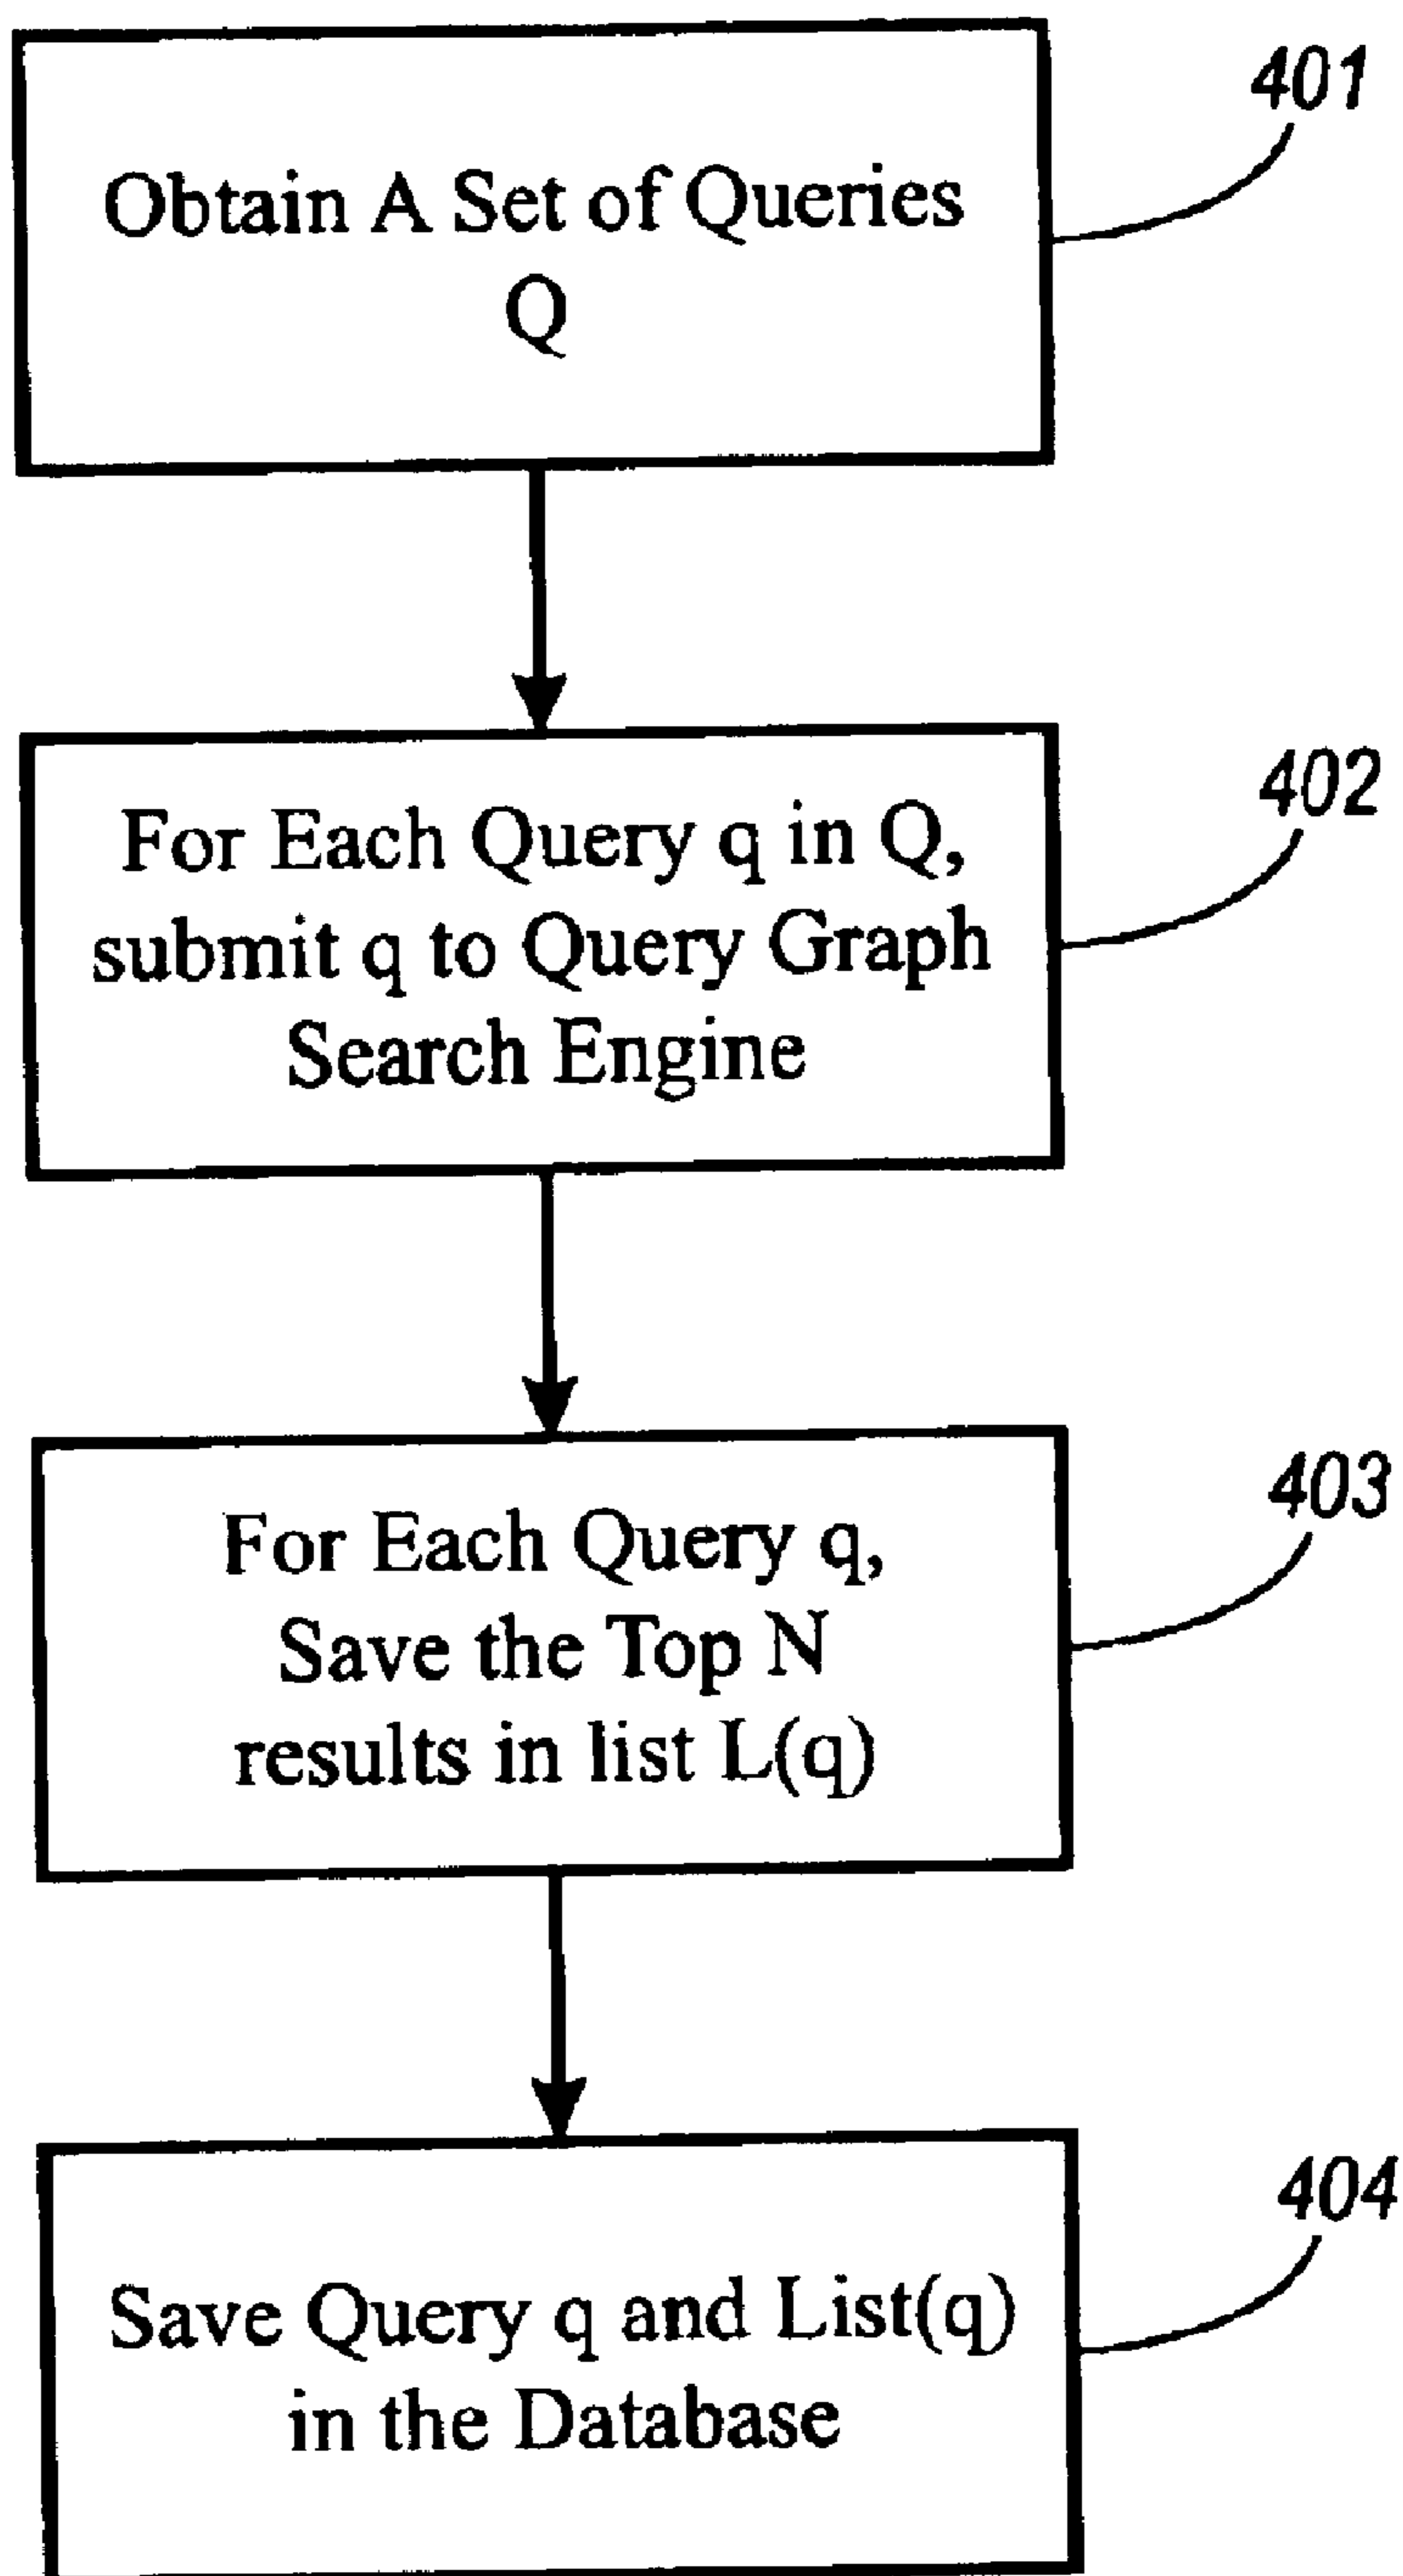 Obtain A Set of Queries
Q
401
For Each Query q in Q,
submit q to Query Graph
Search Engine
402
For Each Query q,
Save the Top N
results in list L(q)
403
Save Query q and List(q)
in the Database
404